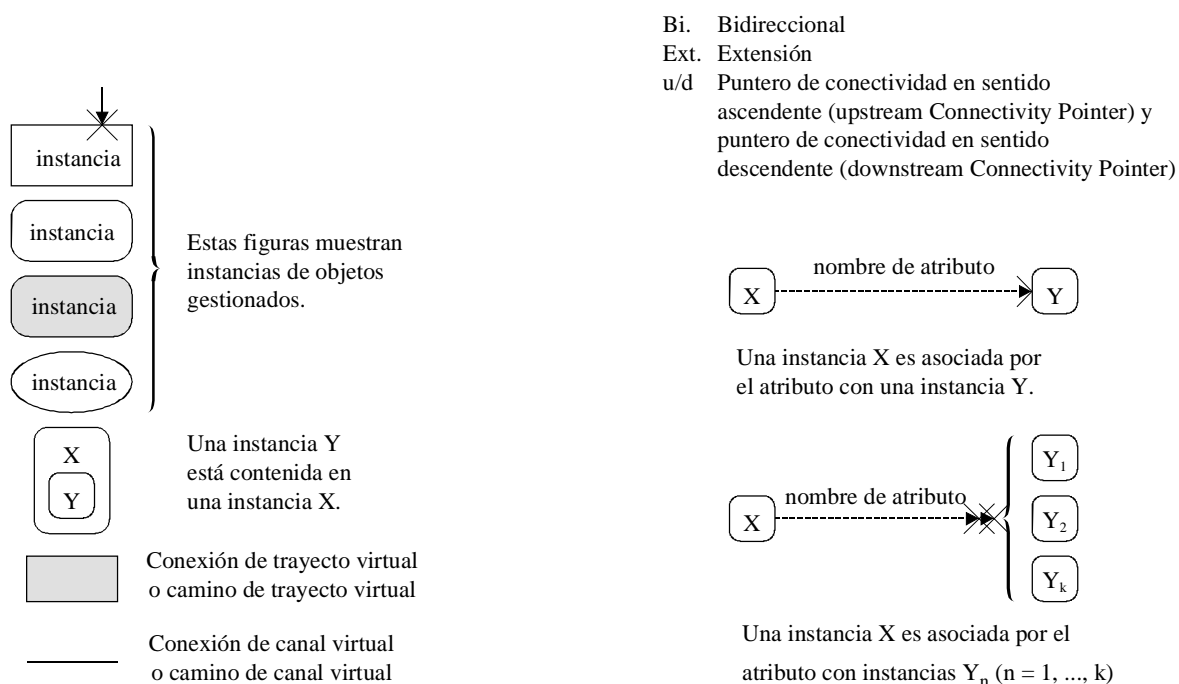 instancia
instancia
instancia
instancia
Estas figuras muestran
instancias de objetos
gestionados.
X
Y
Una instancia Y
está contenida en
una instancia X.
Conexión de trayecto virtual
o camino de trayecto virtual
Conexión de canal virtual
o camino de canal virtual
Bi. Bidireccional
Ext. Extensión
u/d Puntero de conectividad en sentido
ascendente (upstream Connectivity Pointer) y
puntero de conectividad en sentido
descendente (downstream Connectivity Pointer)
nombre de atributo
X Y
Una instancia X es asociada por
el atributo con una instancia Y.
nombre de atributo
X
Y1
Y2
Yk
Una instancia X es asociada por el
atributo con instancias Yn (n = 1, ..., k)